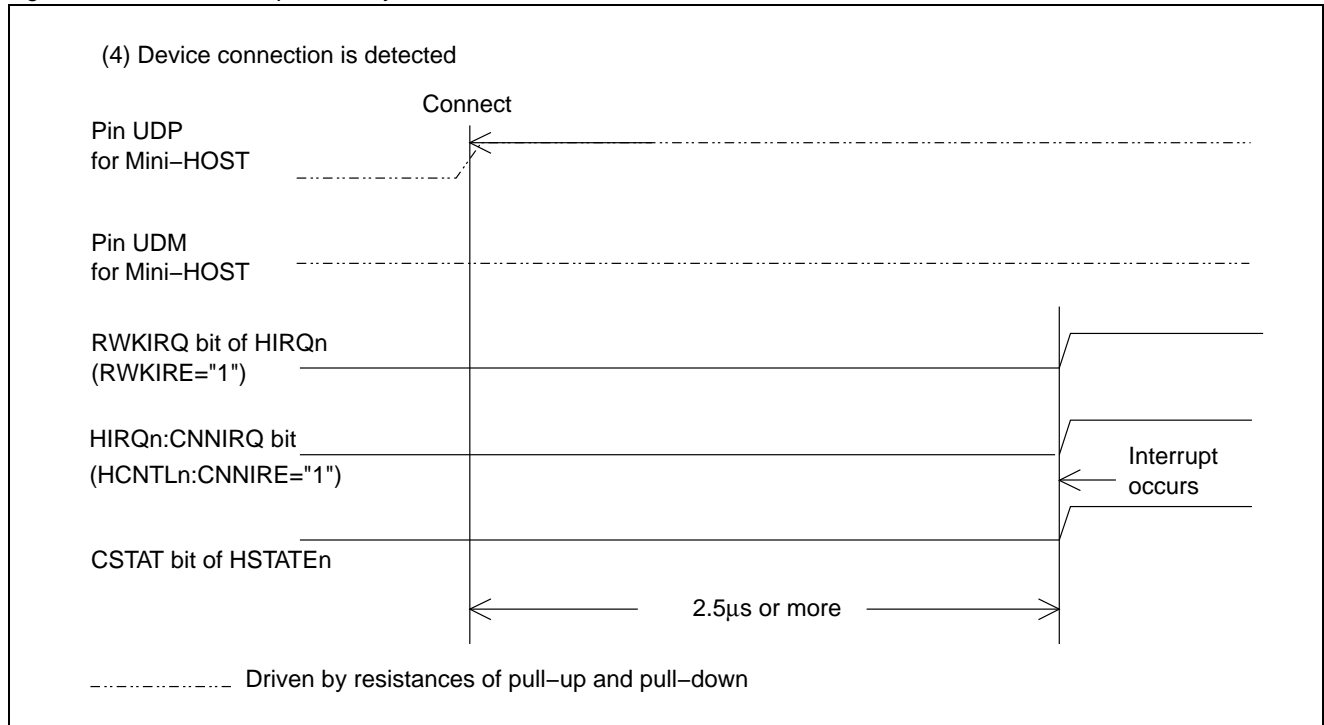 (4) Device connection is detected
Connect
Pin UDP
for Mini−HOST
Pin UDM
for Mini−HOST
RWKIRQ bit of HIRQn
(RWKIRE="1")
HIRQn:CNNIRQ bit
(HCNTLn:CNNIRE="1")
Interrupt
occurs
CSTAT bit of HSTATEn
2.5μs or more
Driven by resistances of pull−up and pull−down